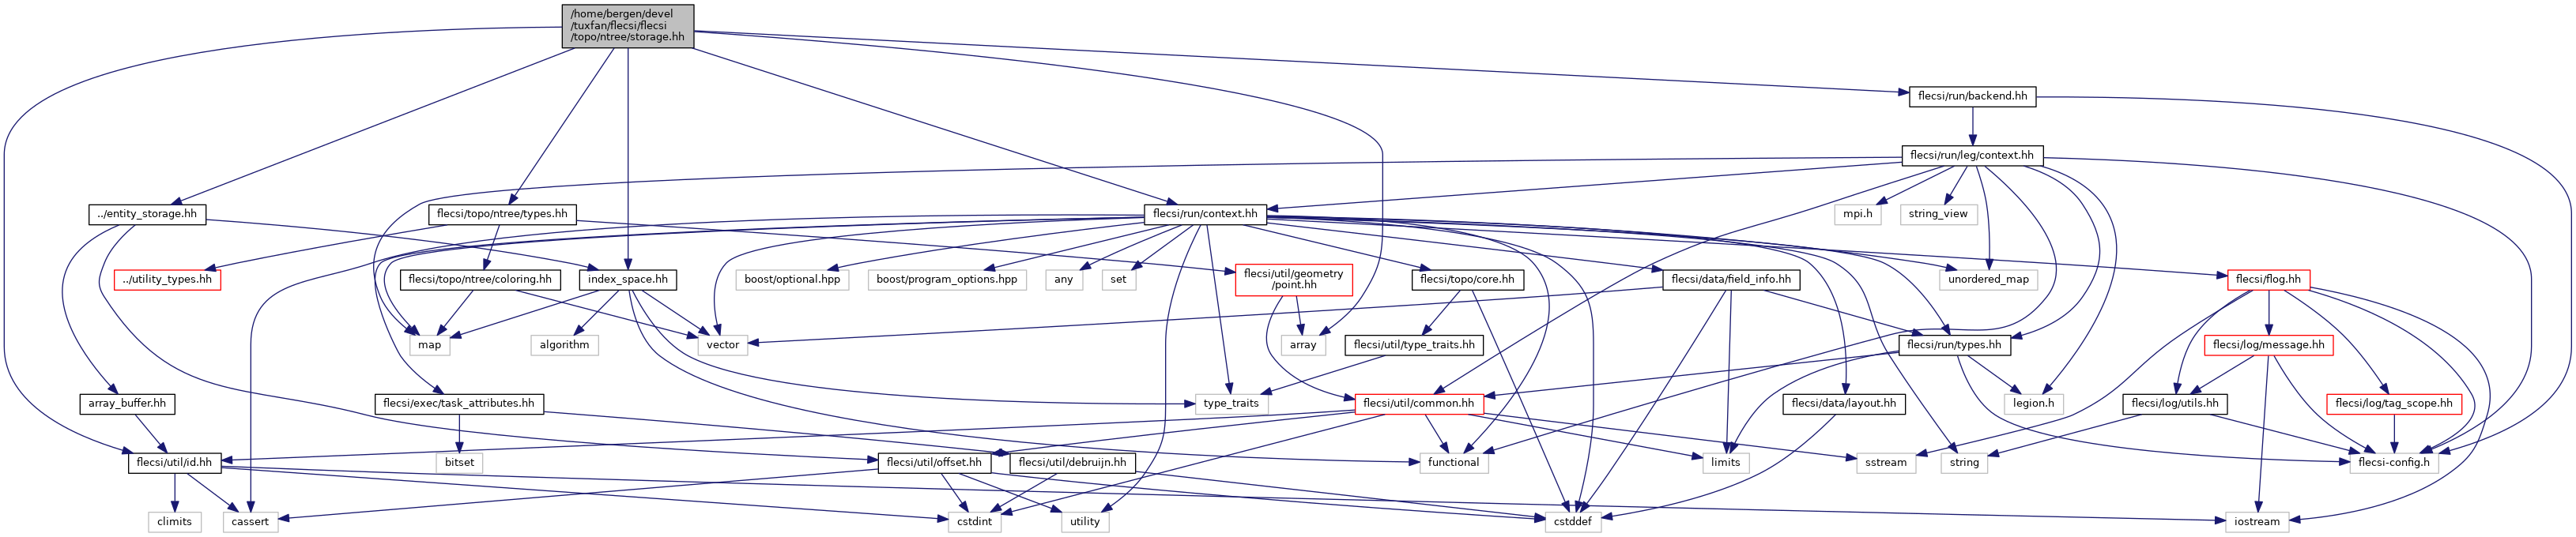 /home/bergen/devel
/tuxfan/flecsi/flecsi
/topo/ntree/storage.hh
flecsi/run/backend.hh
flecsi/run/leg/context.hh
../entity_storage.hh
flecsi/topo/ntree/types.hh
flecsi/run/context.hh
mpi.h
string_view
../utility_types.hh
flecsi/topo/ntree/coloring.hh
index_space.hh
boost/optional.hpp
boost/program_options.hpp
any
set
flecsi/util/geometry
/point.hh
flecsi/topo/core.hh
flecsi/data/field_info.hh
unordered_map
flecsi/flog.hh
map
algorithm
vector
array
flecsi/util/type_traits.hh
flecsi/run/types.hh
flecsi/log/message.hh
array_buffer.hh
flecsi/exec/task_attributes.hh
type_traits
flecsi/util/common.hh
flecsi/data/layout.hh
legion.h
flecsi/log/utils.hh
flecsi/log/tag_scope.hh
flecsi/util/id.hh
bitset
flecsi/util/offset.hh
flecsi/util/debruijn.hh
functional
limits
sstream
string
flecsi-config.h
climits
cassert
cstdint
utility
cstddef
iostream